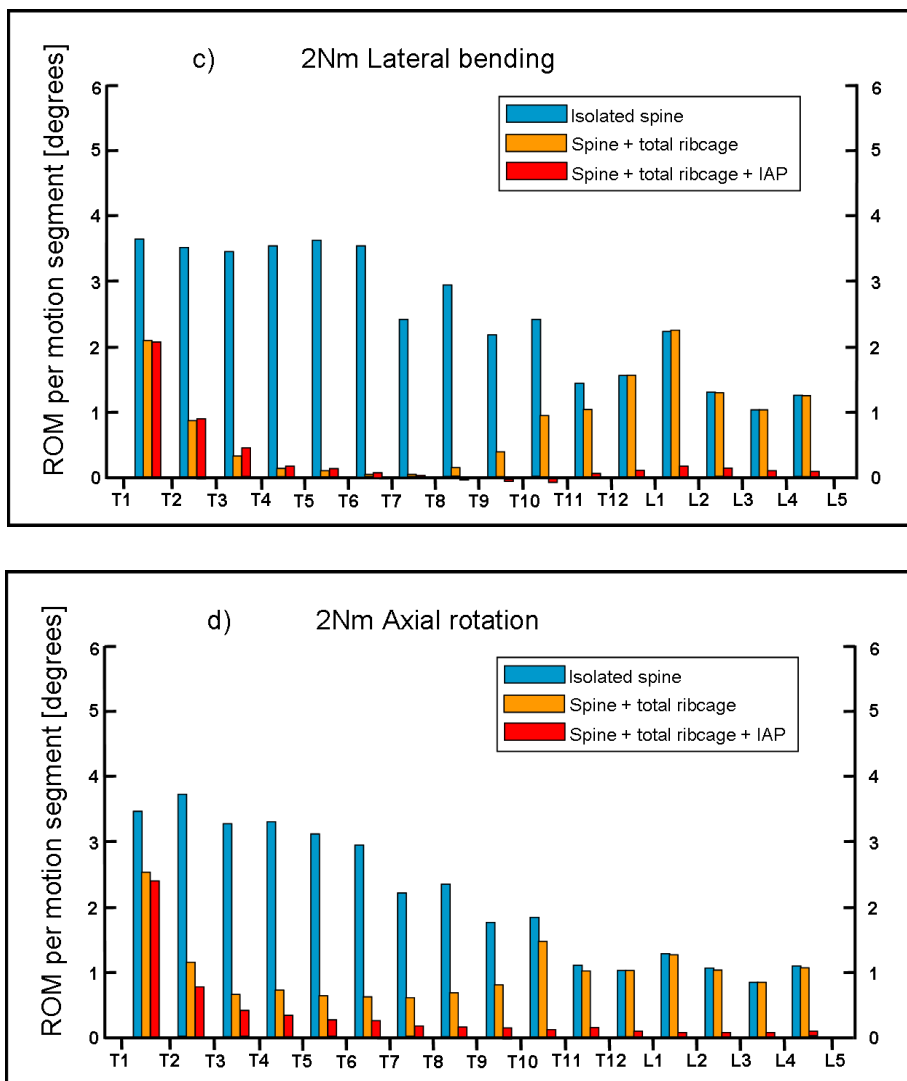 c) 2Nm Lateral bending
ROM per motion segment [degrees]
6 6
5 5
4 4
3 3
2 2
1 1
0 0
Isolated spine
Spine + total ribcage
Spine + total ribcage + IAP
T1 T2 T3 T4 T5 T6 T7 T8 T9 T10 T11 T12 L1 L2 L3 L4 L5
d) 2Nm Axial rotation
ROM per motion segment [degrees]
6 6
5 5
4 4
3 3
2 2
1 1
0 0
Isolated spine
Spine + total ribcage
Spine + total ribcage + IAP
T1 T2 T3 T4 T5 T6 T7 T8 T9 T10 T11 T12 L1 L2 L3 L4 L5